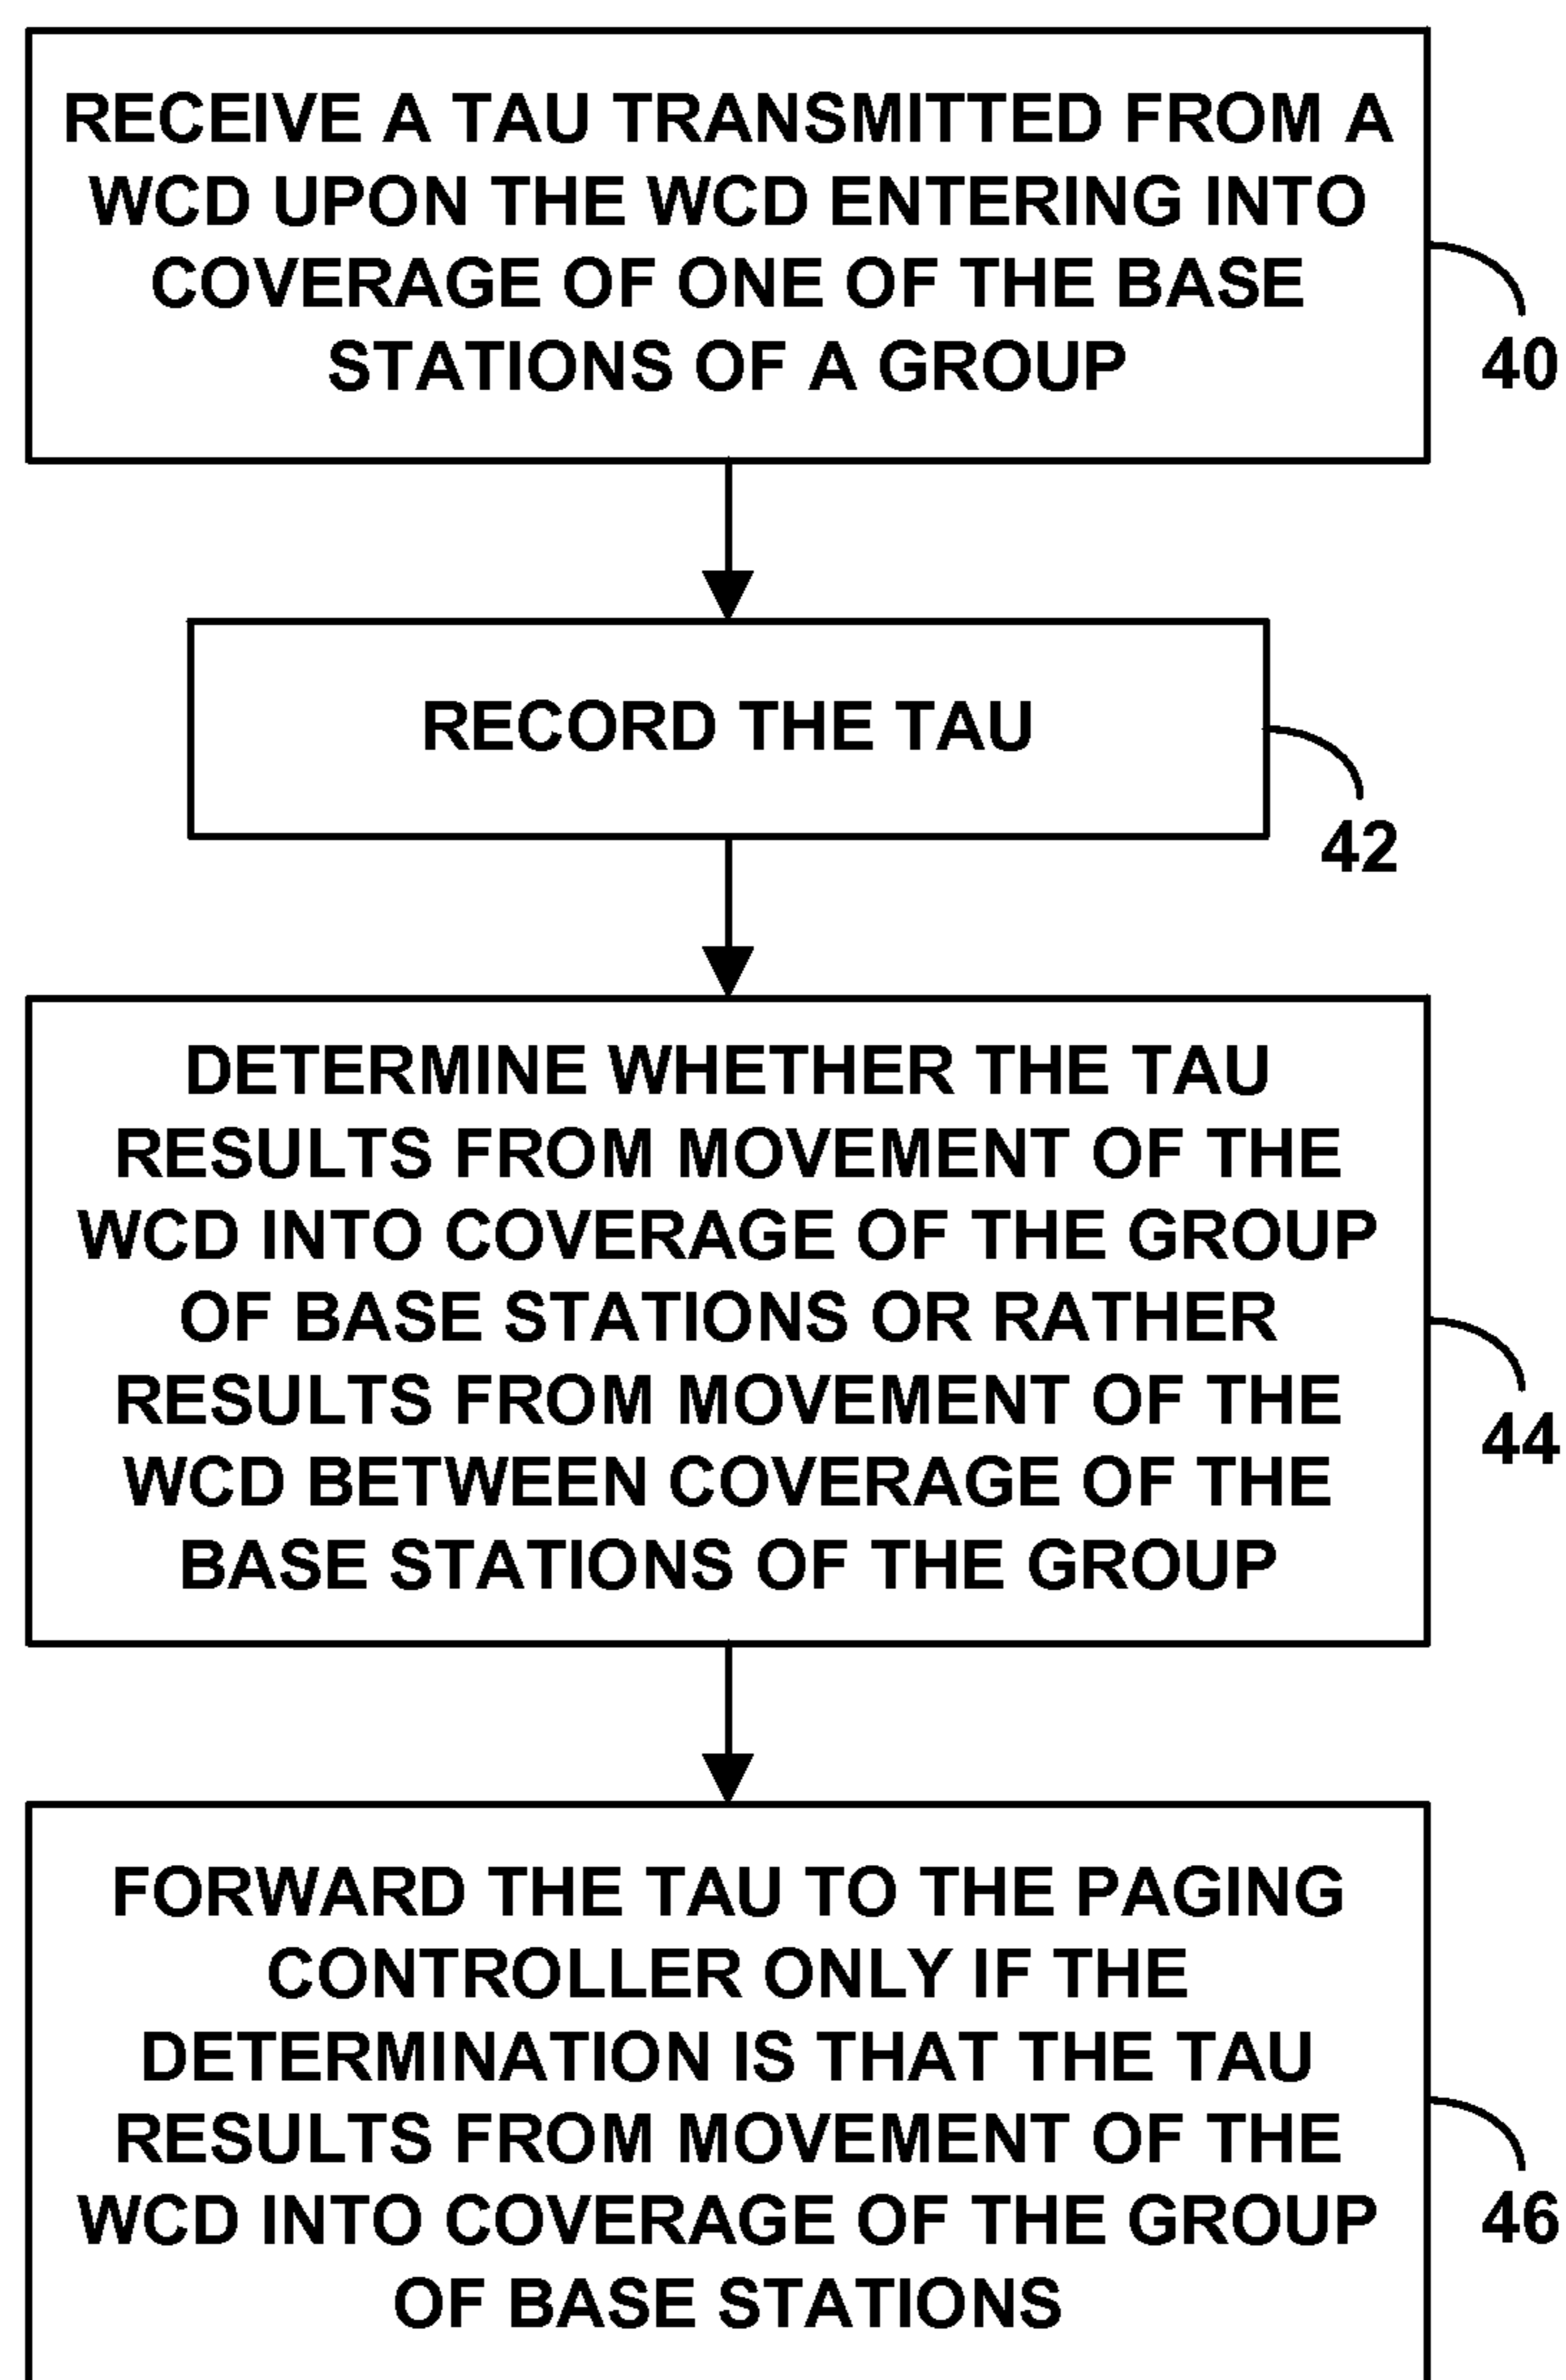 RECEIVE A TAU TRANSMITTED FROM A
WCD UPON THE WCD ENTERING INTO
COVERAGE OF ONE OF THE BASE
STATIONS OF A GROUP
40
RECORD THE TAU
42
DETERMINE WHETHER THE TAU
RESULTS FROM MOVEMENT OF THE
WCD INTO COVERAGE OF THE GROUP
OF BASE STATIONS OR RATHER
RESULTS FROM MOVEMENT OF THE
WCD BETWEEN COVERAGE OF THE
BASE STATIONS OF THE GROUP
44
FORWARD THE TAU TO THE PAGING
CONTROLLER ONLY IF THE
DETERMINATION IS THAT THE TAU
RESULTS FROM MOVEMENT OF THE
WCD INTO COVERAGE OF THE GROUP
OF BASE STATIONS
46